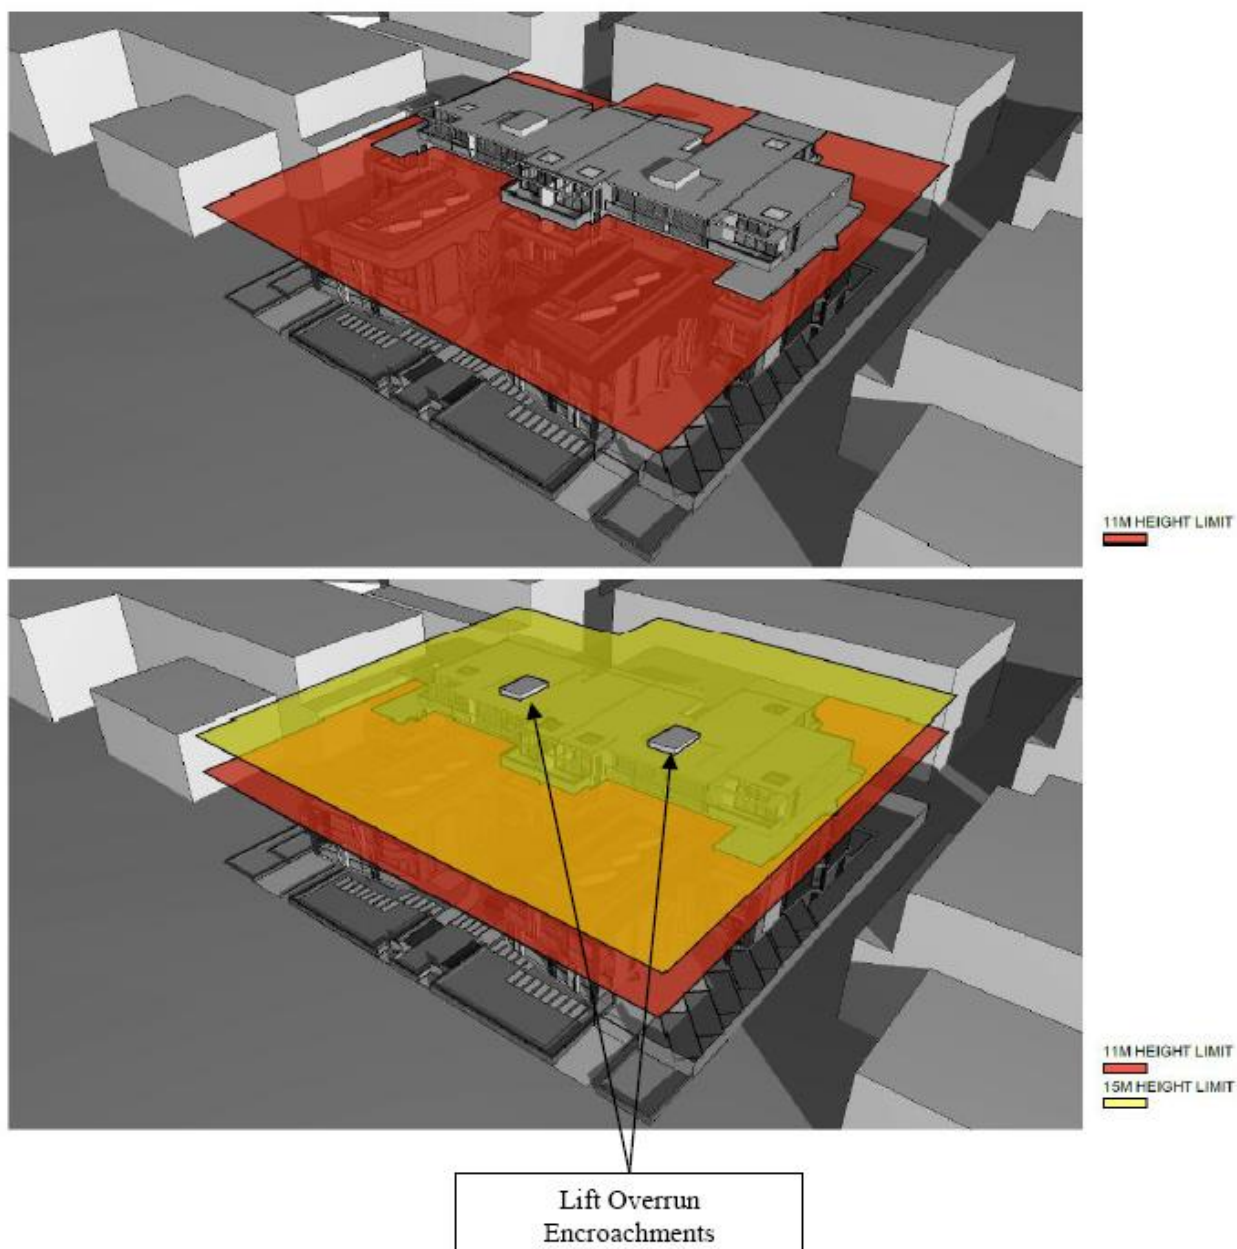 11M HEIGHT LIMIT
11M HEIGHT LIMIT
15M HEIGHT LIMIT
Lift Overrun
Encroachments